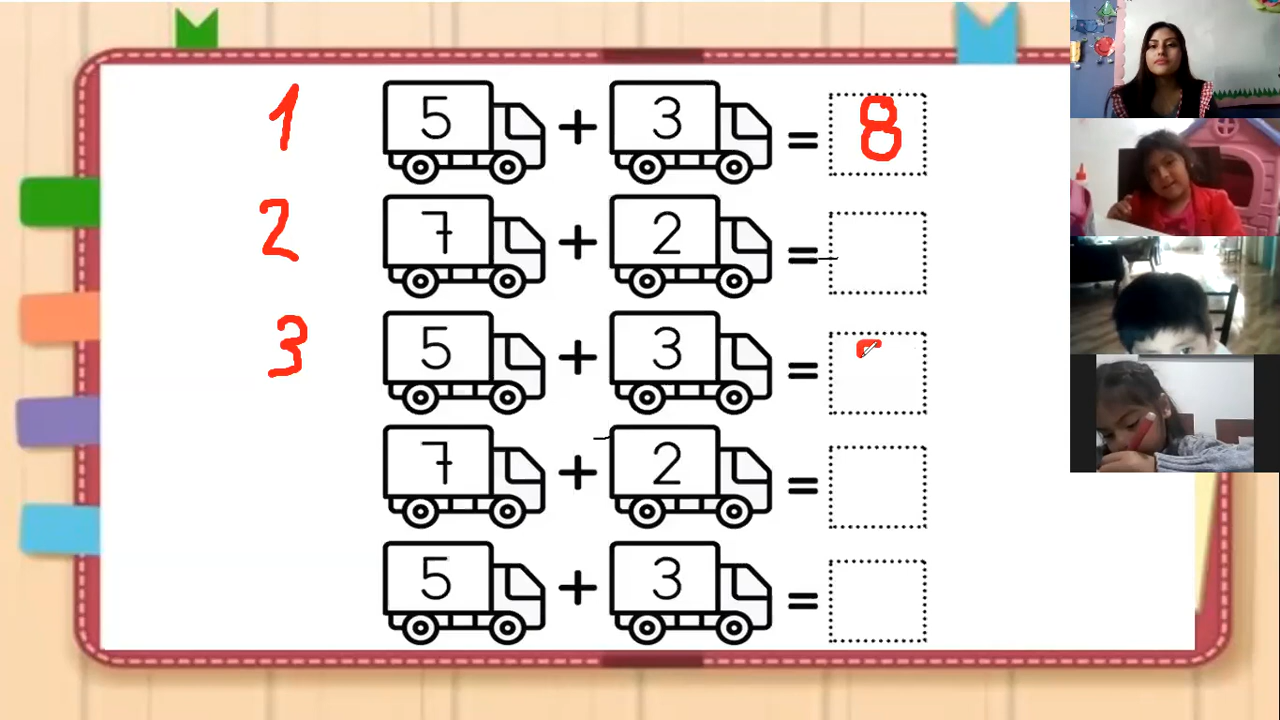 1 5 + 3 = 8
2 7 + 2 =
3 5 + 3 =
7 + 2 =
5 + 3 =